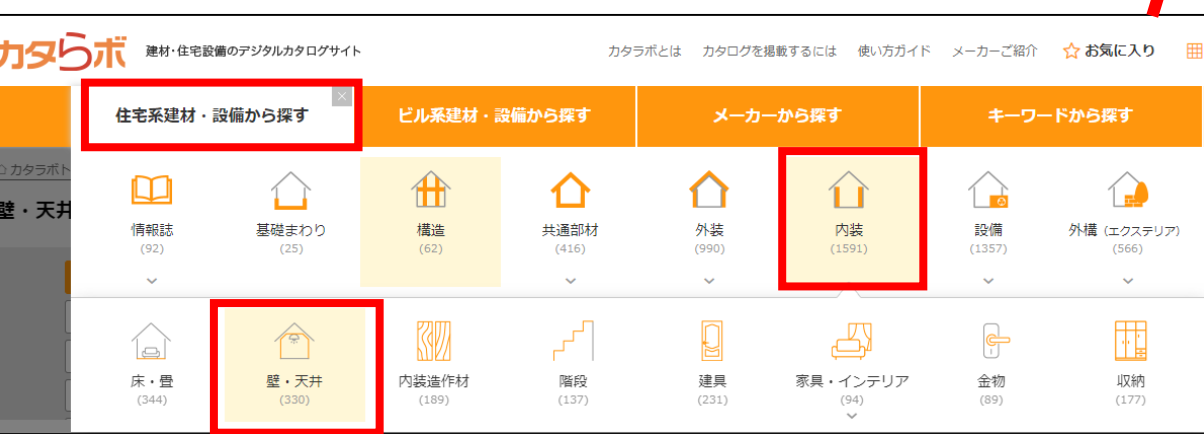 カタラボ 建材・住宅設備のデジタルカタログサイト カタラボとは カタログを掲載するには 使い方ガイド メーカーご紹介 お気に入り
住宅系建材・設備から探す ビル系建材・設備から探す メーカーから探す キーワードから探す
カタラボト
壁・天井
情報誌 基礎まわり 構造 共通部材 外装 内装 設備 外構（エクステリア）
(92) (25) (62) (416) (990) (1591) (1357) (566)
床・畳 壁・天井 内装造作材 階段 建具 家具・インテリア 金物 収納
(344) (330) (189) (137) (231) (94) (89) (177)